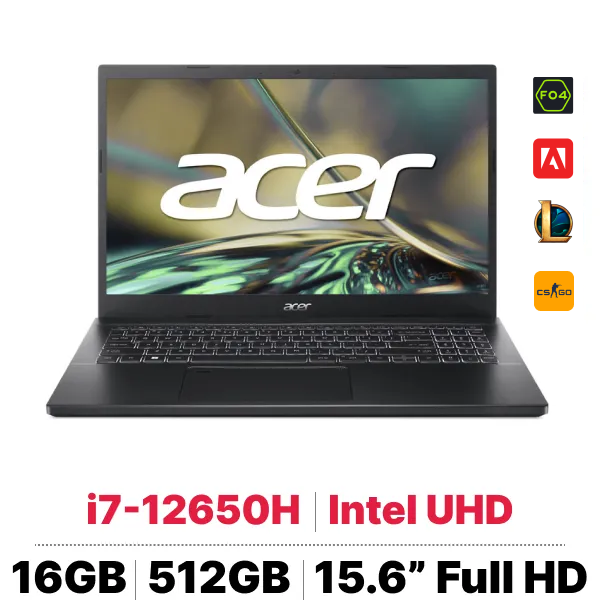 acer
acer
FO4
CS GO
i7-12650H | Intel UHD
16GB | 512GB | 15.6” Full HD